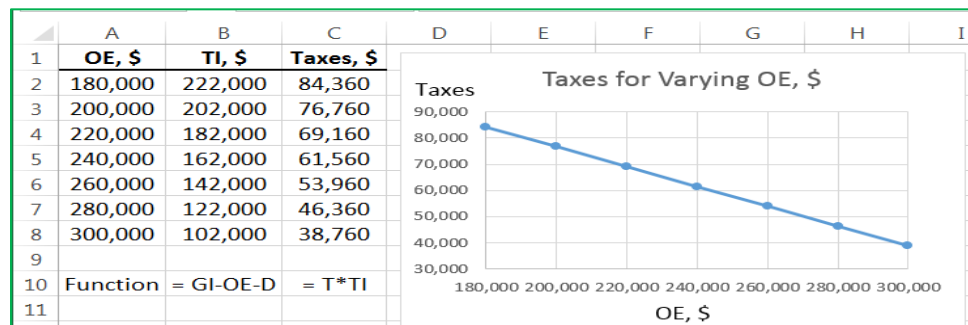 A B C D E F G H I
1 OE, $ TI, $ Taxes, $
2 180,000 222,000 84,360
3 200,000 202,000 76,760
4 220,000 182,000 69,160
5 240,000 162,000 61,560
6 260,000 142,000 53,960
7 280,000 122,000 46,360
8 300,000 102,000 38,760
9
10 Function = GI-OE-D = T*TI
11
Taxes for Varying OE, $
Taxes
90,000
80,000
70,000
60,000
50,000
40,000
30,000
180,000 200,000 220,000 240,000 260,000 280,000 300,000
OE, $